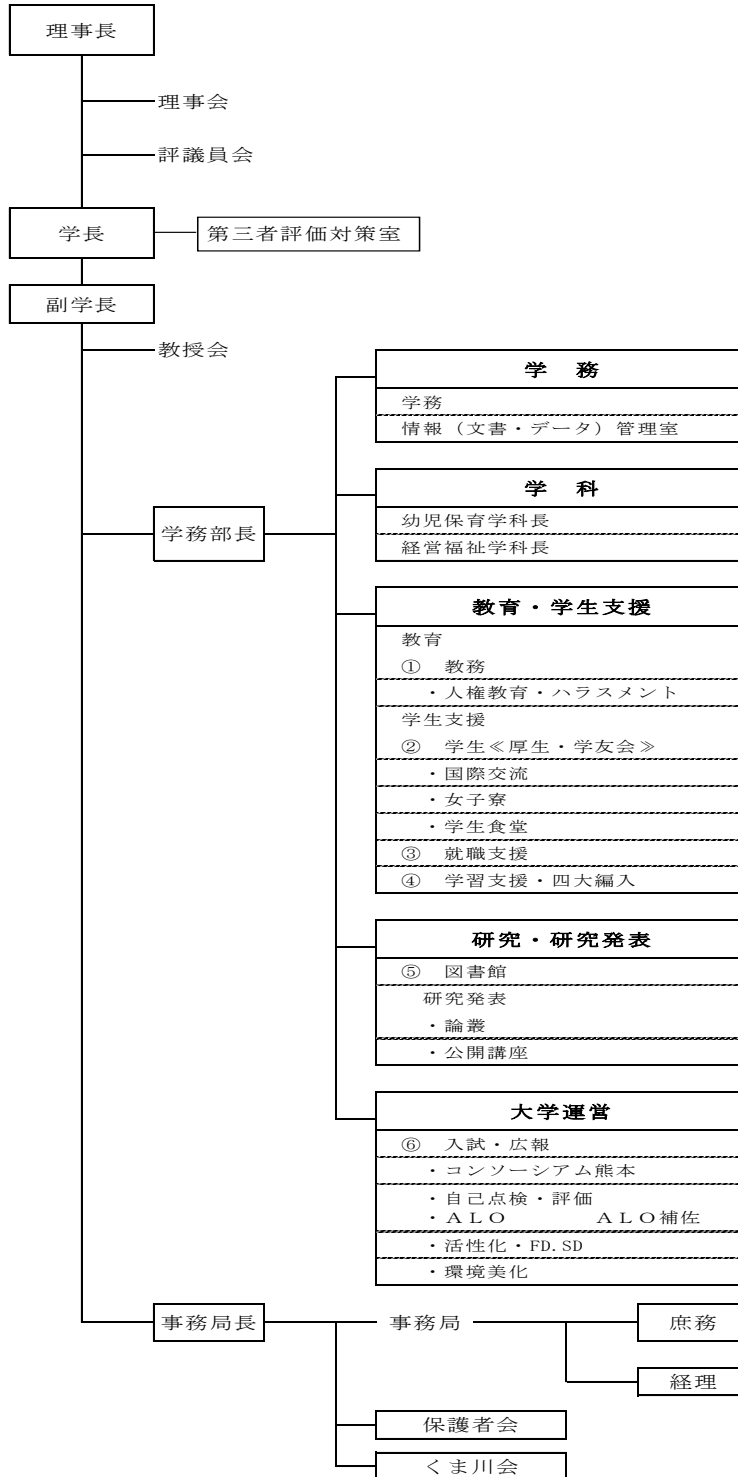 理事長
理事会
評議員会
学長
第三者評価対策室
副学長
教授会
学務部長
学　務
学務
情報（文書・データ）管理室
学　科
幼児保育学科長
経営福祉学科長
教育・学生支援
教育
①　教務
・人権教育・ハラスメント
学生支援
②　学生≪厚生・学友会≫
・国際交流
・女子寮
・学生食堂
③　就職支援
④　学習支援・四大編入
研究・研究発表
⑤　図書館
研究発表
・論叢
・公開講座
大学運営
⑥　入試・広報
・コンソーシアム熊本
・自己点検・評価
・ＡＬＯ　　　ＡＬＯ補佐
・活性化・FD.SD
・環境美化
事務局長
事務局
庶務
経理
保護者会
くま川会